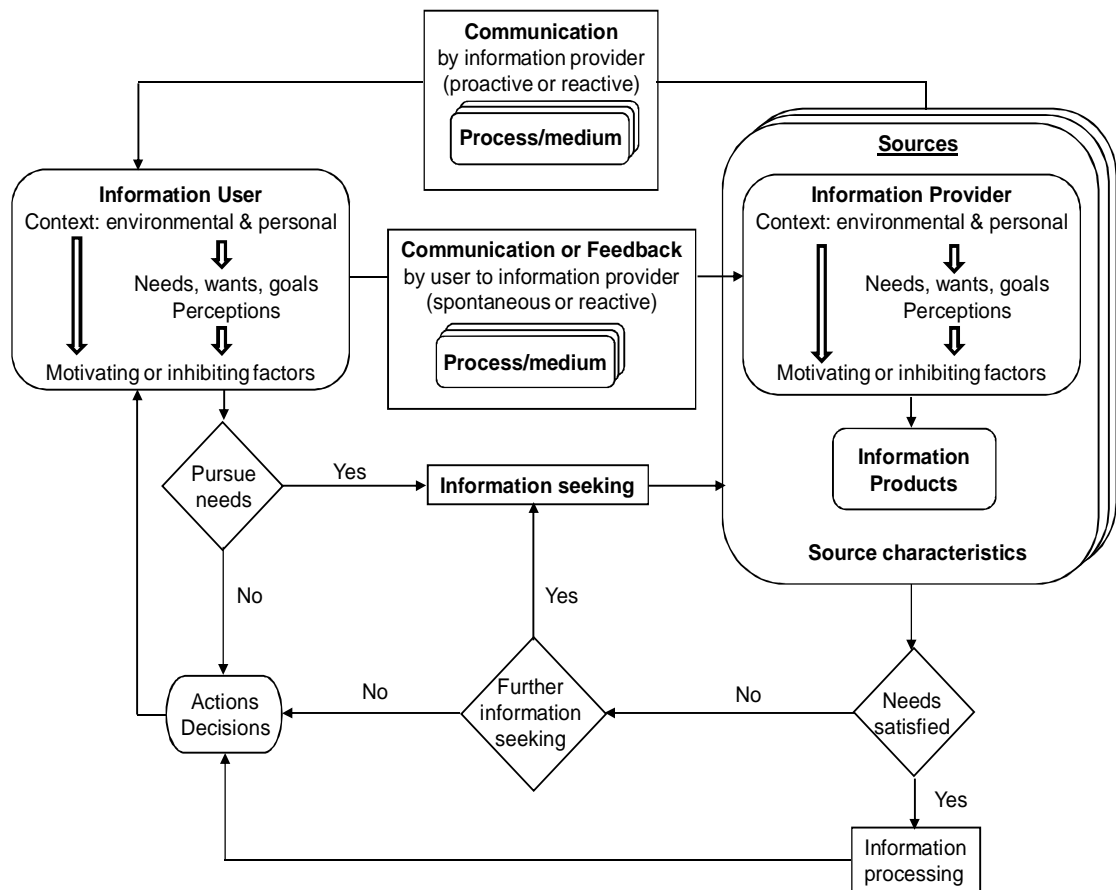 Communication
by information provider
(proactive or reactive)
Process/medium
Sources
Information User
Context: environmental & personal
Needs, wants, goals
Perceptions
Motivating or inhibiting factors
Communication or Feedback
by user to information provider
(spontaneous or reactive)
Process/medium
Information Provider
Context: environmental & personal
Needs, wants, goals
Perceptions
Motivating or inhibiting factors
Information
Products
Source characteristics
Pursue
needs
Yes
Information seeking
No
Yes
Actions
Decisions
No
Further
information
seeking
No
Needs
satisfied
Yes
Information
processing